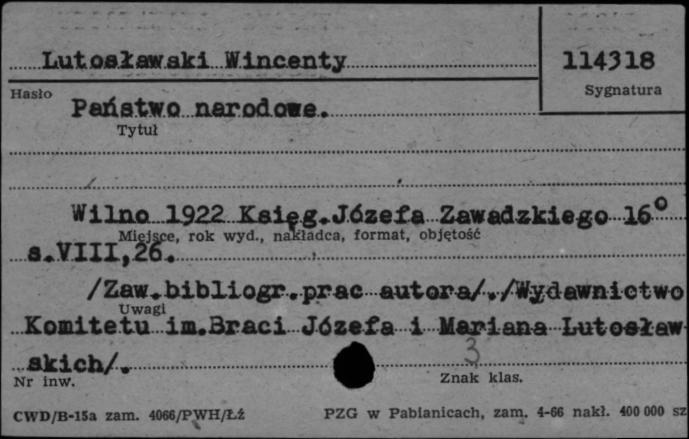 Lutosławski Wincenty
114318
Hasło
Sygnatura
Państwo narodowe.
Tytuł
Wilno 1922 Księg.Józefa Zawadzkiego 16°
Miejsce, rok wyd., nakładca, format, objętość
s.VIII,26.
/Zaw.bibliogr.prac autora/./Wydawnictwo
Uwagi
Komitetu im.Braci Józefa i Mariana Lutosław-
skich/.
3
Nr inw.
Znak klas.
CWD/B-15a zam. 4066/PWH/Łź
PZG w Pabianicach, zam. 4-66 nakł. 400 000 sz